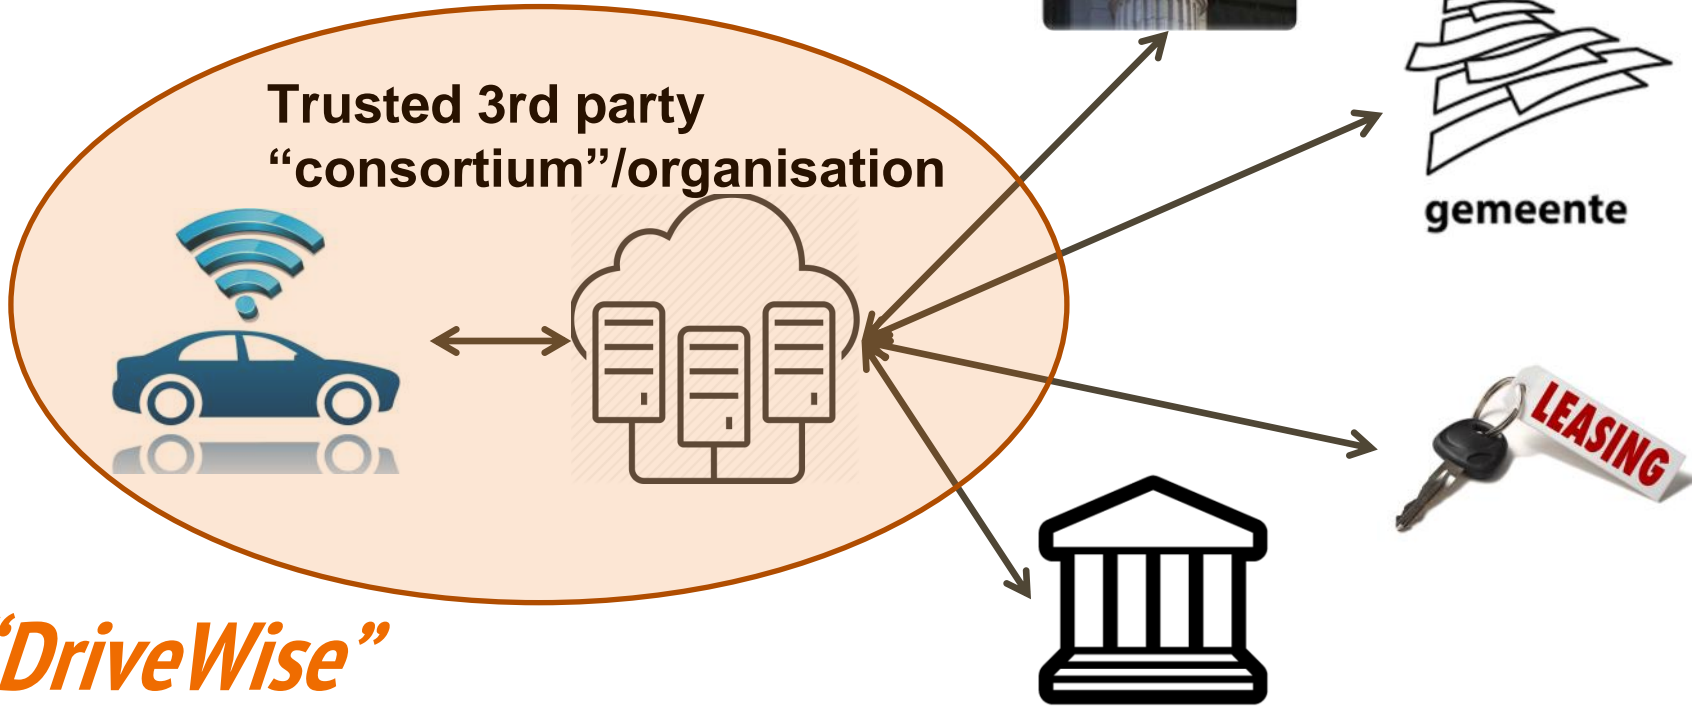 Trusted 3rd party
“consortium”/organisation
gemeente
LEASING
“DriveWise”